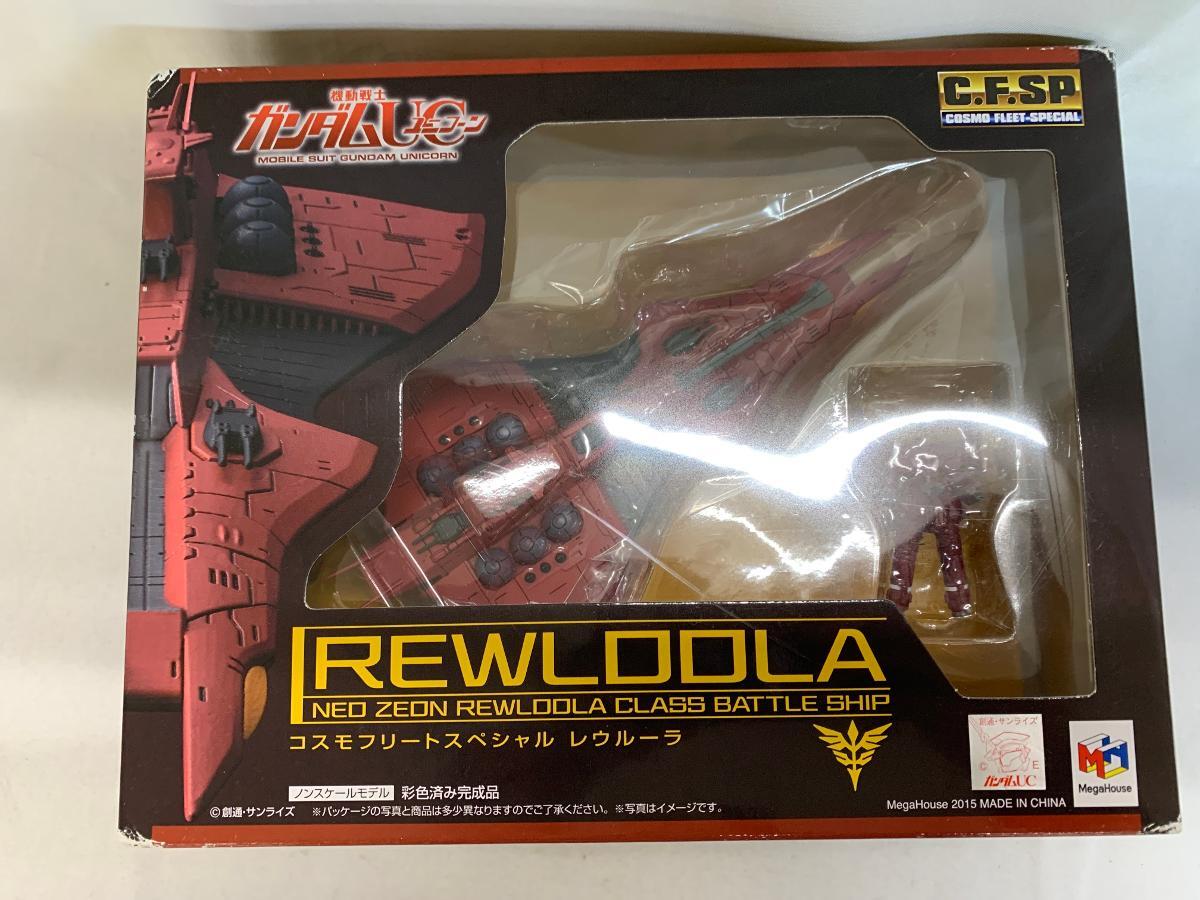 機動戦士
ガンダムUC
ユニコーン
MOBILE SUIT GUNDAM UNICORN
C.F.SP
COSMO FLEET-SPECIAL
REWLOOLA
NEO ZEON REWLOOLA CLASS BATTLE SHIP
コスモフリートスペシャル レウルーラ
ノンスケールモデル 彩色済み完成品
©創通・サンライズ ※パッケージの写真と商品は多少異なりますのでご了承ください。※写真はイメージです。
創通・サンライズ
C E
ガンダムUC
MegaHouse
MegaHouse 2015 MADE IN CHINA